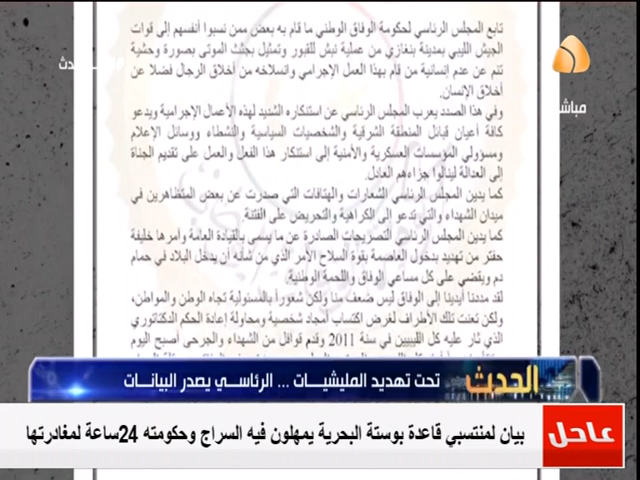 تابع المجلس الرئاسي لحكومة الوفاق الوطني ما قام به بعض ممن نسبوا أنفسهم إلى قوات
الجيش الليبي بمدينة بنغازي من عملية نبش للقبور وتمثيل بجثث الموتى بصورة وحشية
تنم عن عدم إنسانية من قام بهذا العمل الإجرامي وانسلاخه من أخلاق الرجال فضلا عن
أخلاق الإنسان.
وفي هذا الصدد يعرب المجلس الرئاسي عن استنكاره الشديد لهذه الأعمال الإجرامية ويدعو
كافة أعيان قبائل المنطقة الشرقية والشخصيات السياسية والنشطاء ووسائل الإعلام
ومسؤولي المؤسسات العسكرية والأمنية إلى استنكار هذا الفعل والعمل على تقديم الجناة
إلى العدالة لينالوا جزاءهم العادل.
كما يدين المجلس الرئاسي الشعارات والهتافات التي صدرت عن بعض المتظاهرين في
ميدان الشهداء والتي تدعو إلى الكراهية والتحريض على الفتنة.
كما يدين المجلس الرئاسي التصريحات الصادرة عن ما يسمى بالقيادة العامة وأمرها خليفة
حفتر من تهديد بدخول العاصمة بقوة السلاح الأمر الذي من شأنه أن يدخل البلاد في حمام
دم ويقضي على كل مساعي الوفاق واللحمة الوطنية.
لقد مددنا أيدينا إلى الوفاق ليس ضعف منا ولكن شعوراً بالمسئولية تجاه الوطن والمواطن،
ولكن تعنت تلك الأطراف لغرض اكتساب أمجاد شخصية ومحاولة إعادة الحكم الدكتاتوري
الذي ثار عليه كل الليبيين في سنة 2011 وقدم قوافل من الشهداء والجرحى أصبح اليوم
مباشر
الحدث
تحت تهديد المليشيات ... الرئاسي يصدر البيانات
عاجل
بيان لمنتسبي قاعدة بوستة البحرية يمهلون فيه السراج وحكومته 24ساعة لمغادرتها